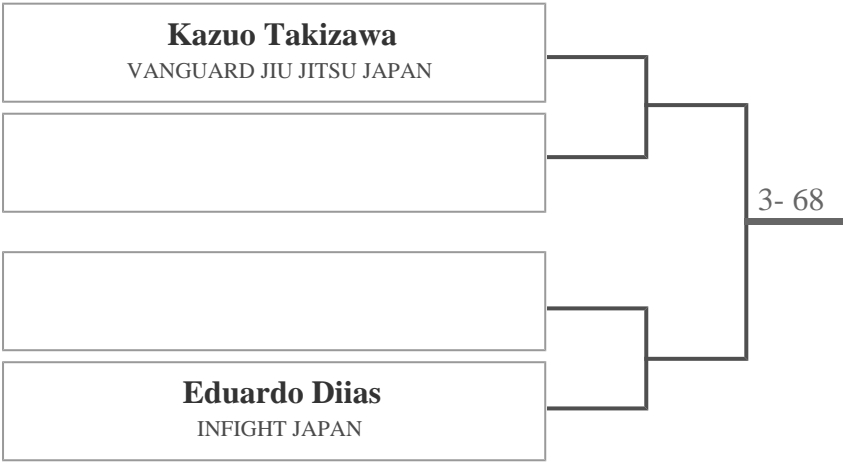 Kazuo Takizawa
VANGUARD JIU JITSU JAPAN
3- 68
Eduardo Diias
INFIGHT JAPAN